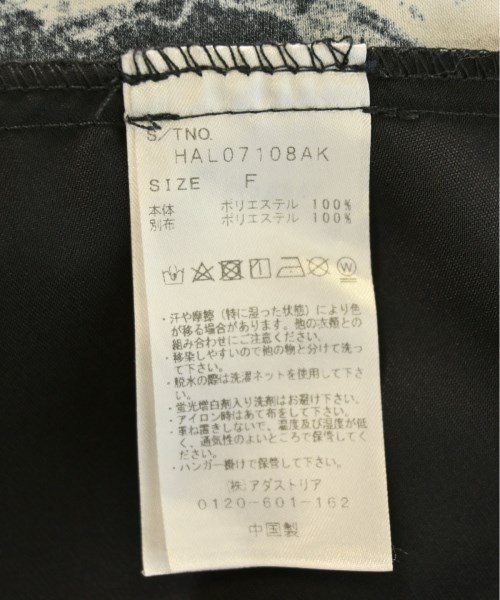 S/TNO.
HAL07108AK
SIZE F
本体 ポリエステル 100%
別布 ポリエステル 100%
・汗や摩擦（特に湿った状態）により色
が移る場合があります。他の衣類との
組み合わせにご注意ください。
・移染しやすいので他の物と分けて洗っ
て下さい。
・脱水の際は洗濯ネットを使用して下さ
い。
・蛍光増白剤入り洗剤はお避け下さい。
・アイロン時はあて布をして下さい。
・重ね置きしないで、温度及び湿度が低
く、通気性のよいところで保管してく
ださい。
・ハンガー掛けで保管して下さい。
(株)アダストリア
0120-601-162
中国製